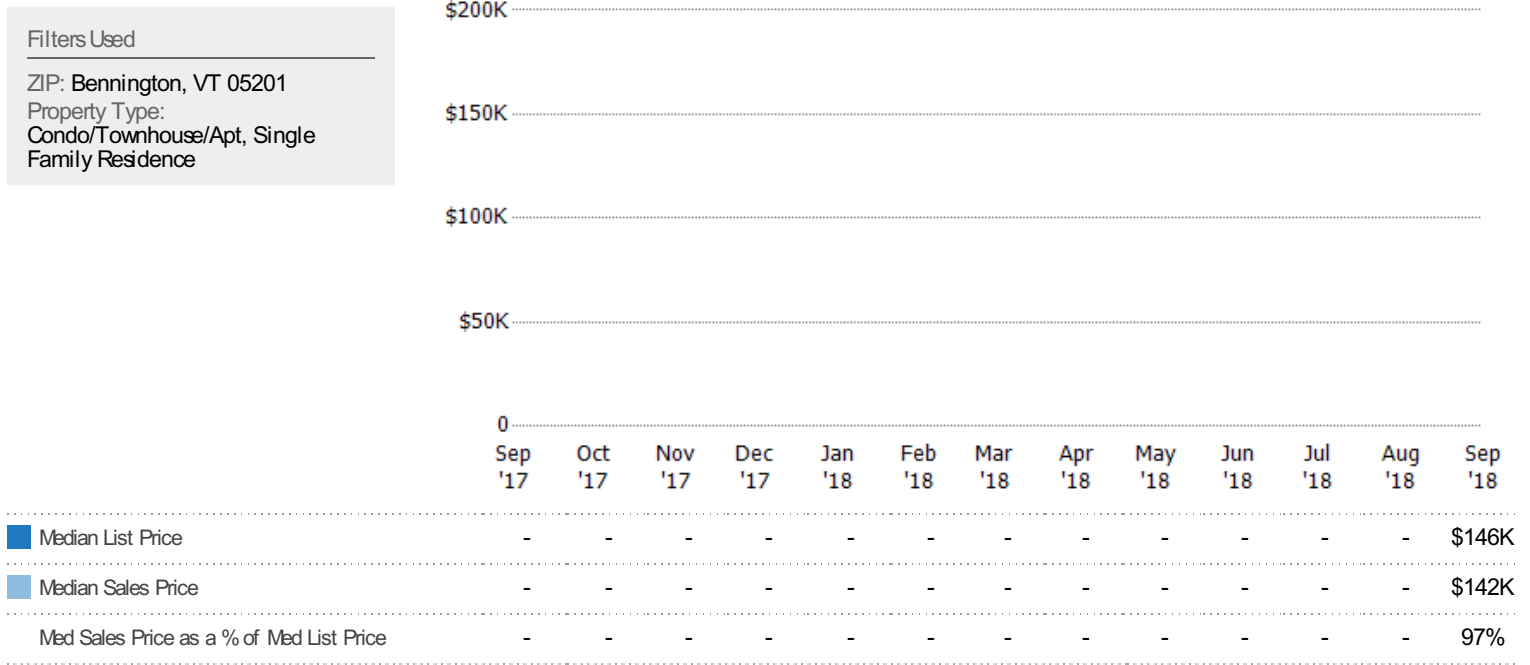 Filters Used
ZIP: Bennington, VT 05201
Property Type:
Condo/Townhouse/Apt, Single
Family Residence
$200K
$150K
$100K
$50K
0
Sep Oct Nov Dec Jan Feb Mar Apr May Jun Jul Aug Sep
'17 '17 '17 '17 '18 '18 '18 '18 '18 '18 '18 '18 '18
Median List Price - - - - - - - - - - - - $146K
Median Sales Price - - - - - - - - - - - - $142K
Med Sales Price as a % of Med List Price - - - - - - - - - - - - 97%